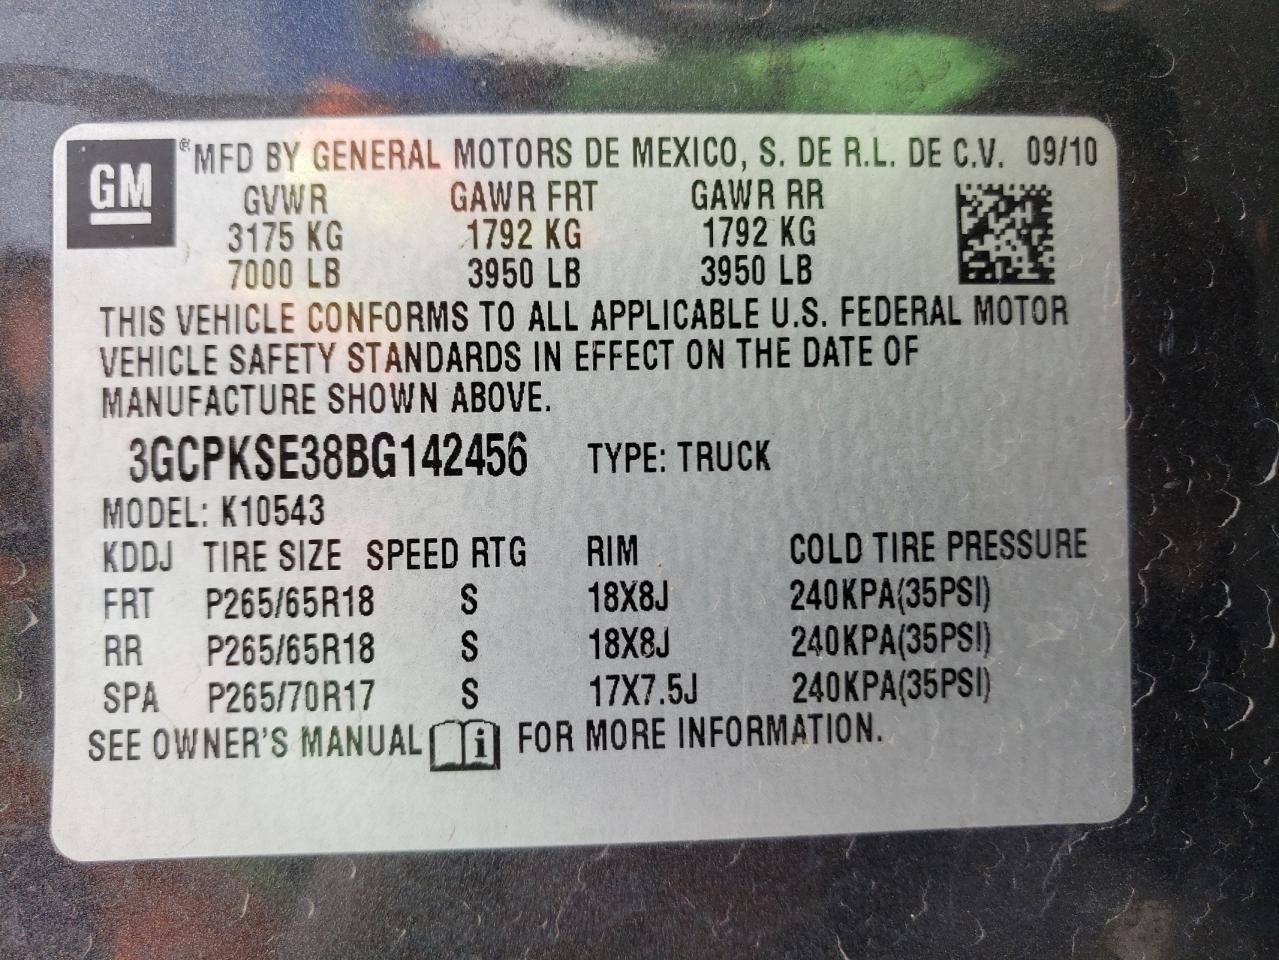 GM ® MFD BY GENERAL MOTORS DE MEXICO, S. DE R.L. DE C.V. 09/10
GVWR GAWR FRT GAWR RR
3175 KG 1792 KG 1792 KG
7000 LB 3950 LB 3950 LB
THIS VEHICLE CONFORMS TO ALL APPLICABLE U.S. FEDERAL MOTOR
VEHICLE SAFETY STANDARDS IN EFFECT ON THE DATE OF
MANUFACTURE SHOWN ABOVE.
3GCPKSE38BG142456 TYPE: TRUCK
MODEL: K10543
KDDJ TIRE SIZE SPEED RTG RIM COLD TIRE PRESSURE
FRT P265/65R18 S 18X8J 240KPA(35PSI)
RR P265/65R18 S 18X8J 240KPA(35PSI)
SPA P265/70R17 S 17X7.5J 240KPA(35PSI)
SEE OWNER'S MANUAL i FOR MORE INFORMATION.